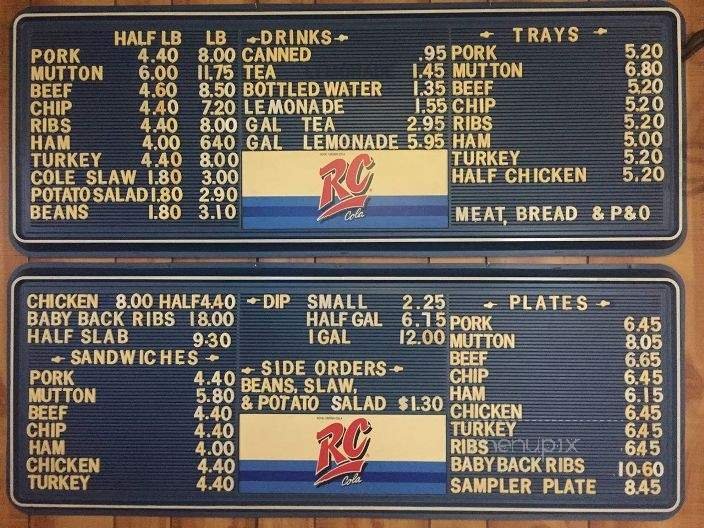 HALF LB LB
PORK 4.40 8.00
MUTTON 6.00 11.75
BEEF 4.60 8.50
CHIP 4.40 7.20
RIBS 4.40 8.00
HAM 4.00 640
TURKEY 4.40 8.00
COLE SLAW 1.80 3.00
POTATO SALAD 1.80 2.90
BEANS 1.80 3.10
DRINKS
CANNED .95
TEA 1.45
BOTTLED WATER 1.35
LEMONADE 1.55
GAL TEA 2.95
GAL LEMONADE 5.95
RC
Cola
TRAYS
PORK 5.20
MUTTON 6.80
BEEF 5.20
CHIP 5.20
RIBS 5.20
HAM 5.00
TURKEY 5.20
HALF CHICKEN 5.20
MEAT, BREAD & P&O
CHICKEN 8.00 HALF 4.40
BABY BACK RIBS 18.00
HALF SLAB 9.30
SANDWICHES
PORK 4.40
MUTTON 5.80
BEEF 4.40
CHIP 4.40
HAM 4.00
CHICKEN 4.40
TURKEY 4.40
DIP SMALL 2.25
HALF GAL 6.75
1 GAL 12.00
SIDE ORDERS
BEANS, SLAW,
& POTATO SALAD $1.30
RC
Cola
PLATES
PORK 6.45
MUTTON 8.05
BEEF 6.65
CHIP 6.45
HAM 6.15
CHICKEN 6.45
TURKEY 6.45
RIBS 6.45
BABY BACK RIBS 10.60
SAMPLER PLATE 8.45
menupix